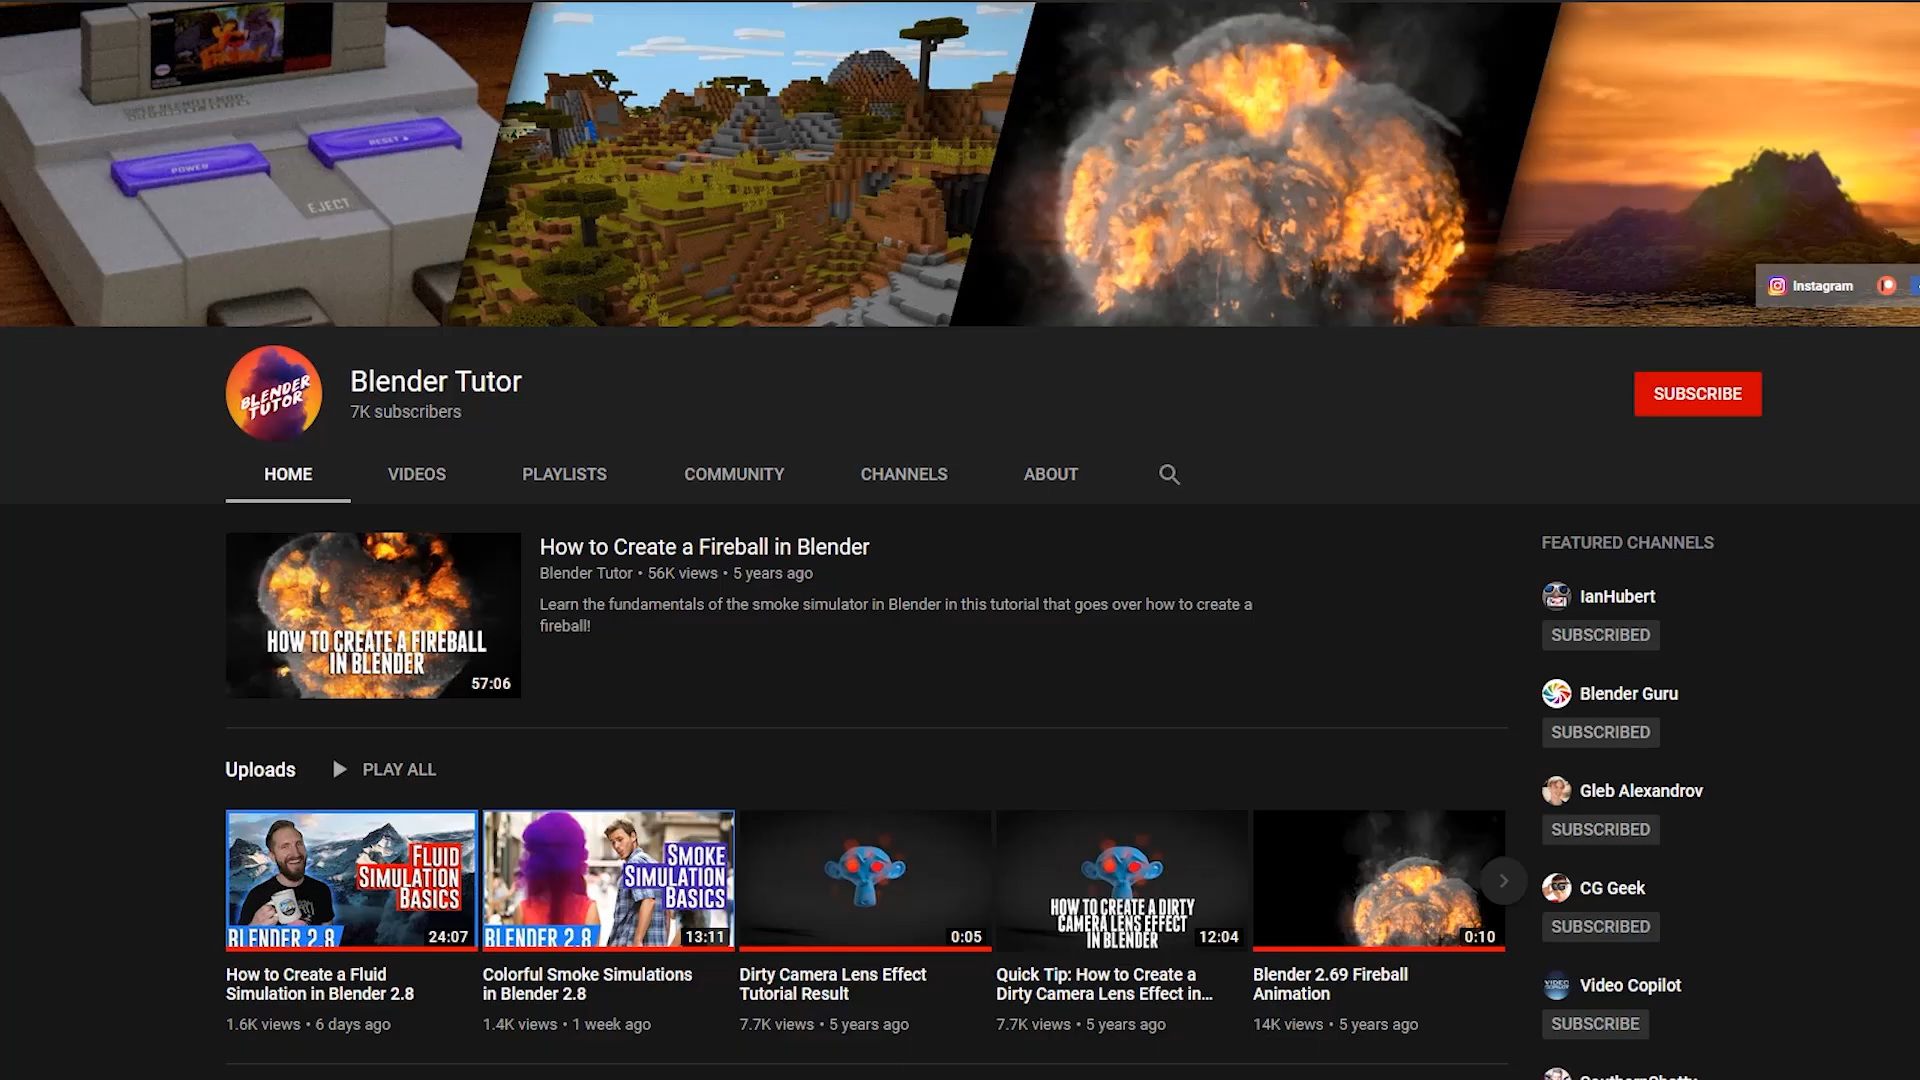 SUPER BLENDTENDO
POWER
RESET
EJECT
Instagram
BLENDER
TUTOR
Blender Tutor
7K subscribers
SUBSCRIBE
HOME
VIDEOS
PLAYLISTS
COMMUNITY
CHANNELS
ABOUT
HOW TO CREATE A FIREBALL
IN BLENDER
57:06
How to Create a Fireball in Blender
Blender Tutor • 56K views • 5 years ago
Learn the fundamentals of the smoke simulator in Blender in this tutorial that goes over how to create a
fireball!
FEATURED CHANNELS
IanHubert
SUBSCRIBED
Blender Guru
SUBSCRIBED
Gleb Alexandrov
SUBSCRIBED
CG Geek
SUBSCRIBED
Video Copilot
SUBSCRIBE
Uploads
PLAY ALL
FLUID
SIMULATION
BASICS
BLENDER 2.8
24:07
How to Create a Fluid
Simulation in Blender 2.8
1.6K views • 6 days ago
SMOKE
SIMULATION
BASICS
BLENDER 2.8
13:11
Colorful Smoke Simulations
in Blender 2.8
1.4K views • 1 week ago
0:05
Dirty Camera Lens Effect
Tutorial Result
7.7K views • 5 years ago
HOW TO CREATE A DIRTY
CAMERA LENS EFFECT
IN BLENDER
12:04
Quick Tip: How to Create a
Dirty Camera Lens Effect in...
7.7K views • 5 years ago
0:10
Blender 2.69 Fireball
Animation
14K views • 5 years ago